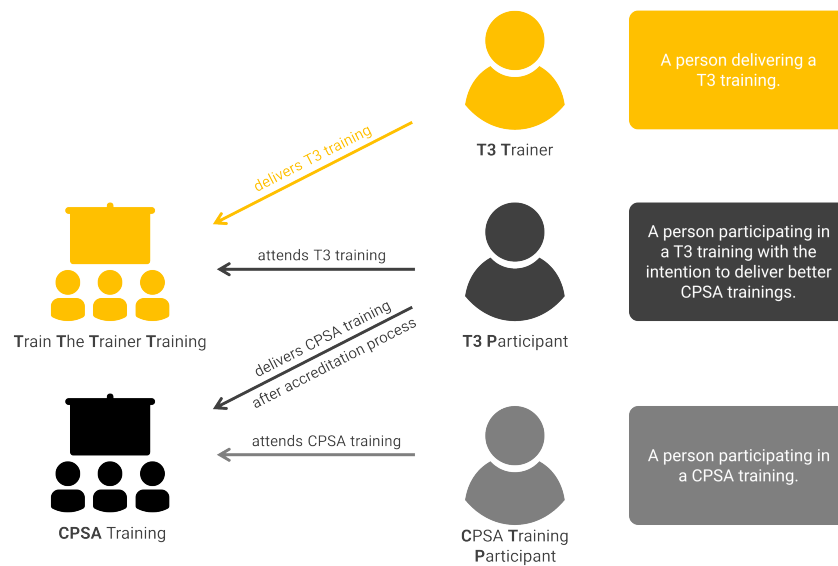 A person delivering a
T3 training.
delivers T3 training
T3 Trainer
A person participating in
a T3 training with the
intention to deliver better
CPSA trainings.
attends T3 training
Train The Trainer Training
T3 Participant
delivers CPSA training
after accreditation process
attends CPSA training
A person participating in
a CPSA training.
CPSA Training
CPSA Training
Participant